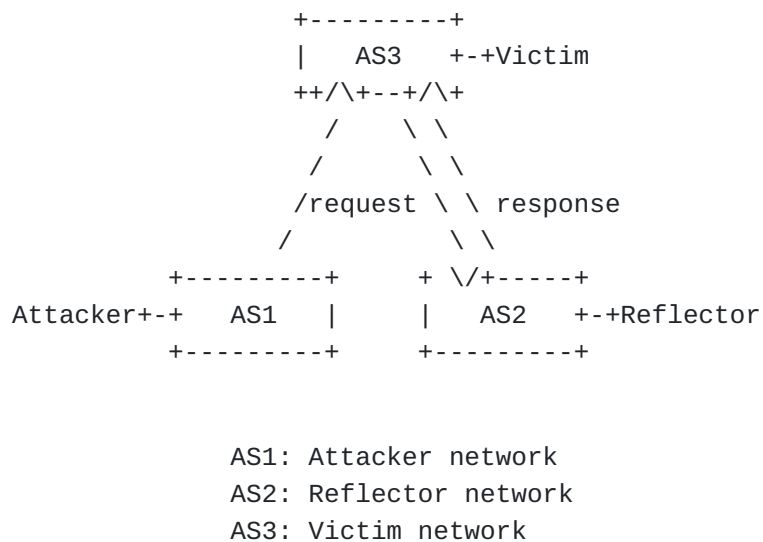 +---------+
|   AS3   +-+Victim
++/\+--+/\+
/    \ \
/      \ \
/request \ \ response
/          \ \
+---------+     + \/+-----+
Attacker+-+   AS1   |     |   AS2   +-+Reflector
+---------+     +---------+
AS1: Attacker network
AS2: Reflector network
AS3: Victim network